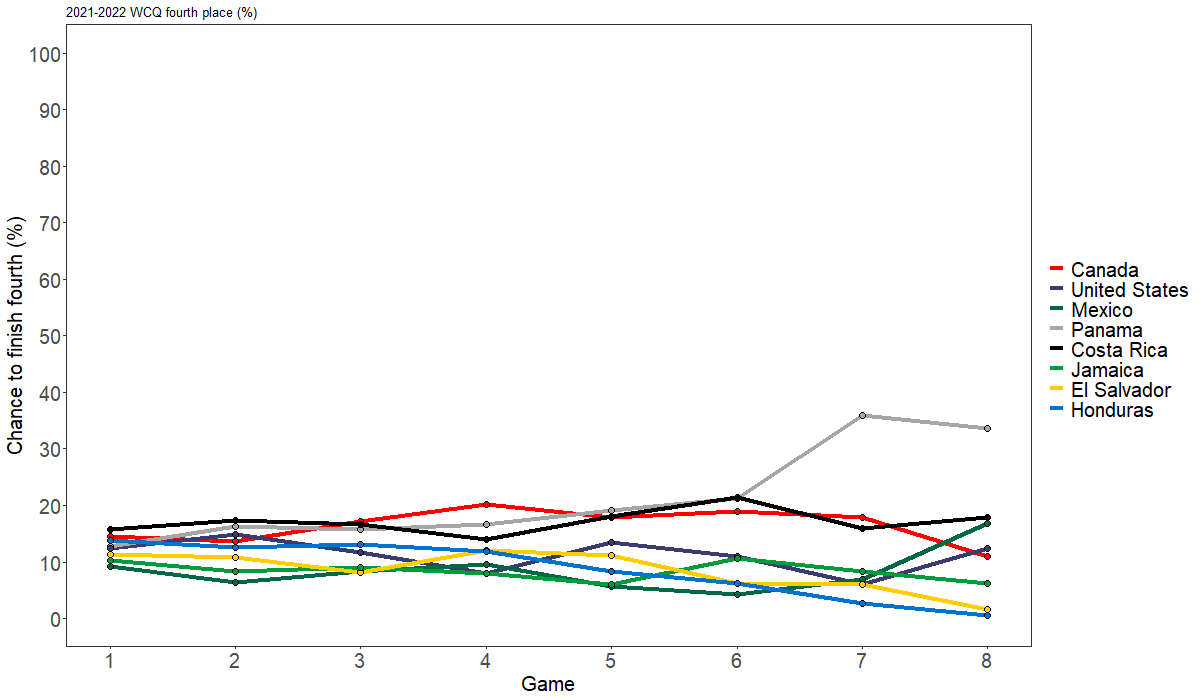 2021-2022 WCQ fourth place (%)
100
90
80
70
60
50
40
30
20
10
0
Chance to finish fourth (%)
1 2 3 4 5 6 7 8
Game
Canada
United States
Mexico
Panama
Costa Rica
Jamaica
El Salvador
Honduras